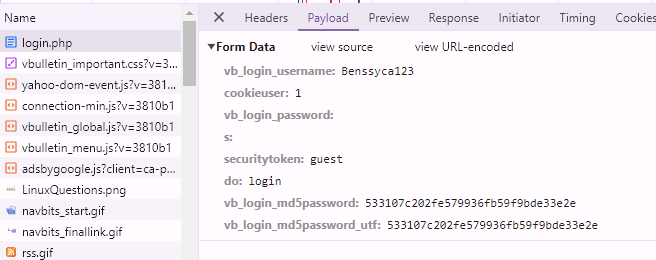 Headers Payload Preview Response Initiator Timing Cookies
login.php
vbulletin_important.css?v=3...
yahoo-dom-event.js?v=381...
connection-min.js?v=3810b1
vbulletin_global.js?v=3810b1
vbulletin_menu.js?v=3810b1
adsbygoogle.js?client=ca-p...
LinuxQuestions.png
navbits_start.gif
navbits_finallink.gif
rss.gif
Form Data view source view URL-encoded
vb_login_username: Benssyca123
cookieuser: 1
vb_login_password:
s:
securitytoken: guest
do: login
vb_login_md5password: 533107c202fe579936fb59f9bde33e2e
vb_login_md5password_utf: 533107c202fe579936fb59f9bde33e2e